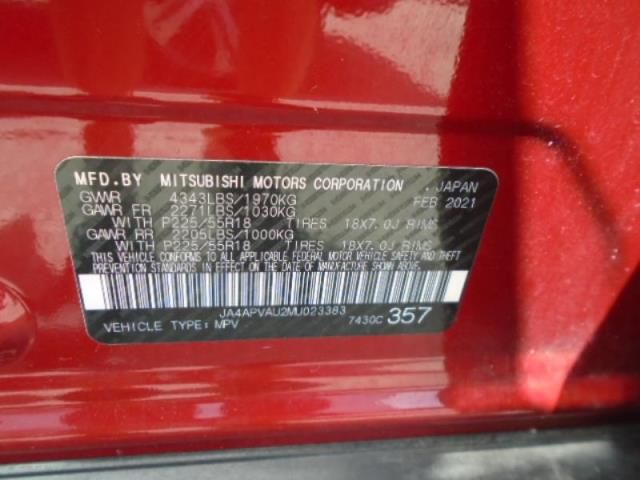 MFD. BY MITSUBISHI MOTORS CORPORATION . JAPAN
GVWR 4343LBS/1970KG FEB 2021
GAWR FR 2271LBS/1030KG
WITH P225/55R18 TIRES 18X7.0J RIMS
GAWR RR 2205LBS/1000KG
WITH P225/55R18 TIRES 18X7.0J RIMS
THIS VEHICLE CONFORMS TO ALL APPLICABLE FEDERAL MOTOR VEHICLE SAFETY AND THEFT
PREVENTION STANDARDS IN EFFECT ON THE DATE OF MANUFACTURE SHOWN ABOVE.
JA4APVAU2MU023383
VEHICLE TYPE: MPV 7430C 357